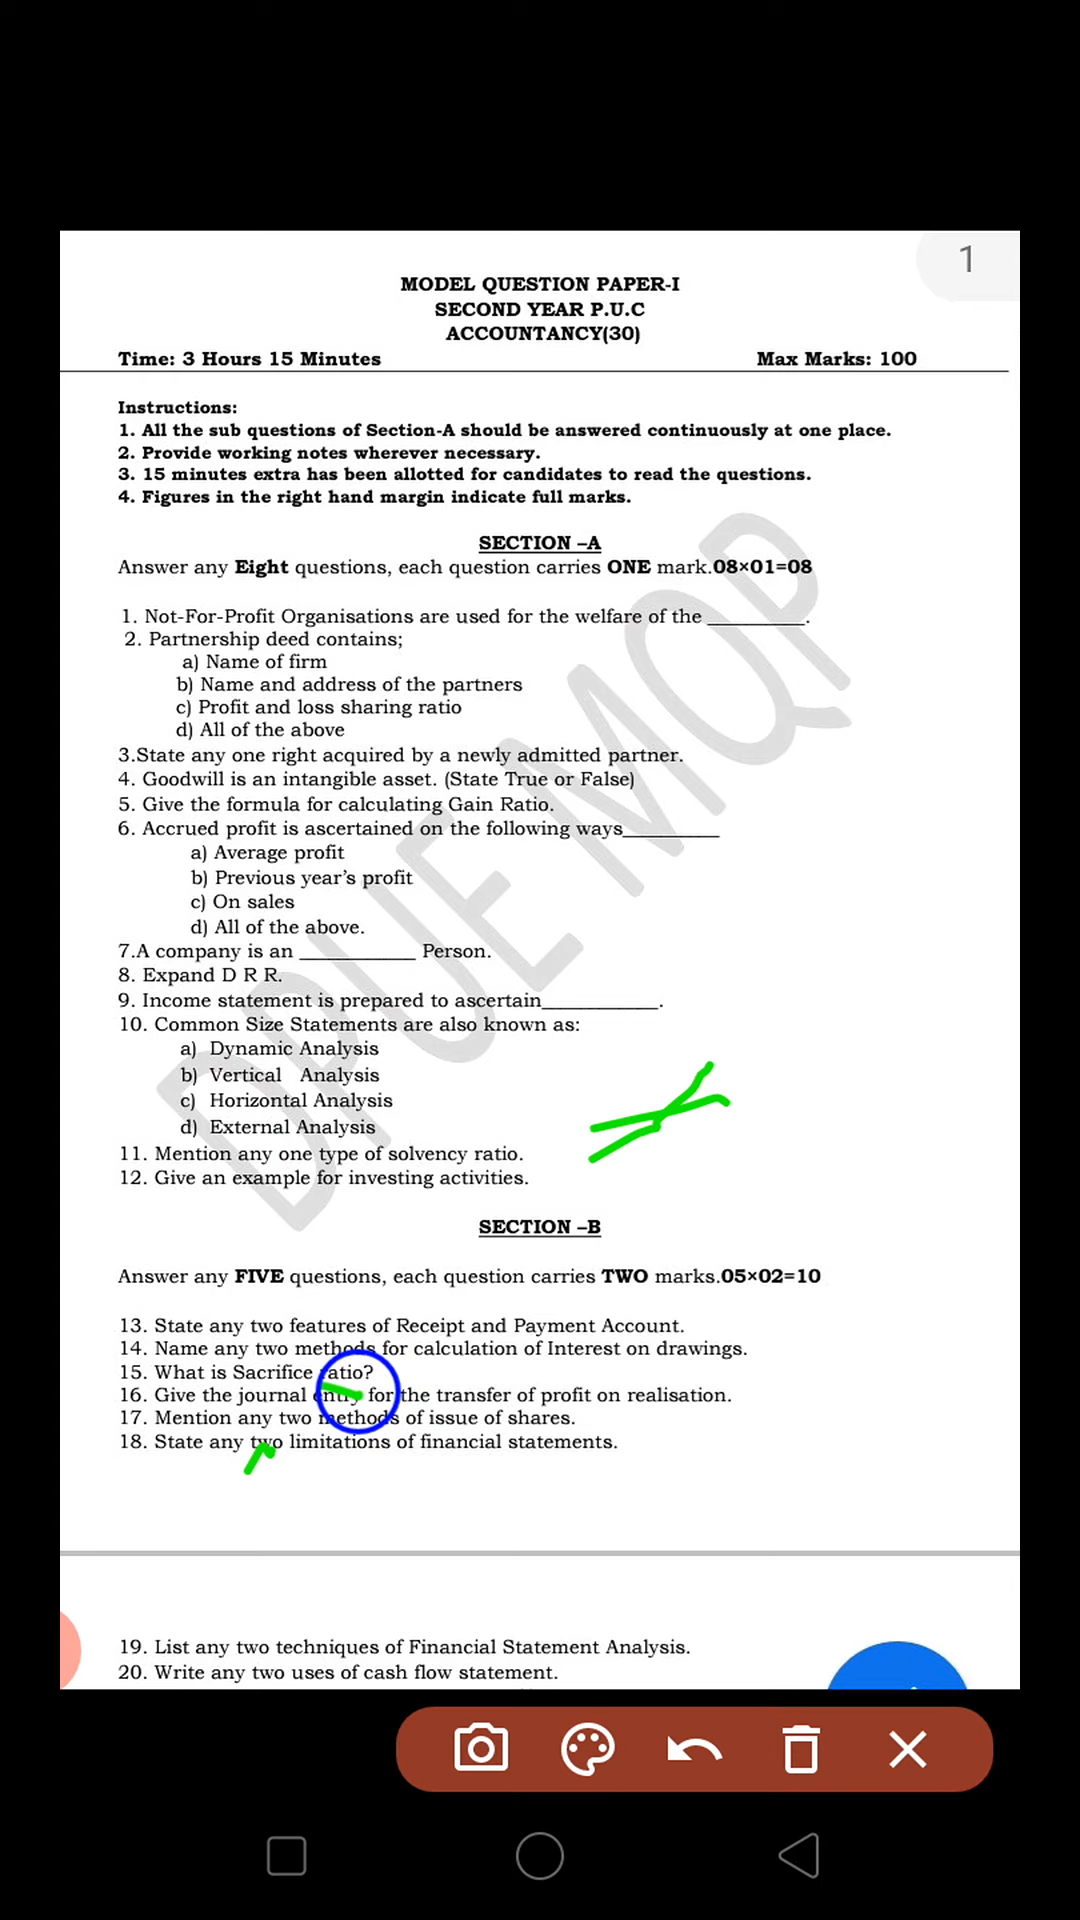 1
MODEL QUESTION PAPER-I
SECOND YEAR P.U.C
ACCOUNTANCY(30)
Time: 3 Hours 15 Minutes Max Marks: 100
Instructions:
1. All the sub questions of Section-A should be answered continuously at one place.
2. Provide working notes wherever necessary.
3. 15 minutes extra has been allotted for candidates to read the questions.
4. Figures in the right hand margin indicate full marks.
SECTION –A
Answer any Eight questions, each question carries ONE mark.08×01=08
1. Not-For-Profit Organisations are used for the welfare of the __________.
2. Partnership deed contains;
a) Name of firm
b) Name and address of the partners
c) Profit and loss sharing ratio
d) All of the above
3.State any one right acquired by a newly admitted partner.
4. Goodwill is an intangible asset. (State True or False)
5. Give the formula for calculating Gain Ratio.
6. Accrued profit is ascertained on the following ways__________
a) Average profit
b) Previous year's profit
c) On sales
d) All of the above.
7.A company is an ____________ Person.
8. Expand D R R.
9. Income statement is prepared to ascertain____________.
10. Common Size Statements are also known as:
a) Dynamic Analysis
b) Vertical Analysis
c) Horizontal Analysis
d) External Analysis
11. Mention any one type of solvency ratio.
12. Give an example for investing activities.
SECTION –B
Answer any FIVE questions, each question carries TWO marks.05×02=10
13. State any two features of Receipt and Payment Account.
14. Name any two methods for calculation of Interest on drawings.
15. What is Sacrifice ratio?
16. Give the journal entry for the transfer of profit on realisation.
17. Mention any two methods of issue of shares.
18. State any two limitations of financial statements.
19. List any two techniques of Financial Statement Analysis.
20. Write any two uses of cash flow statement.
DPUE MQP